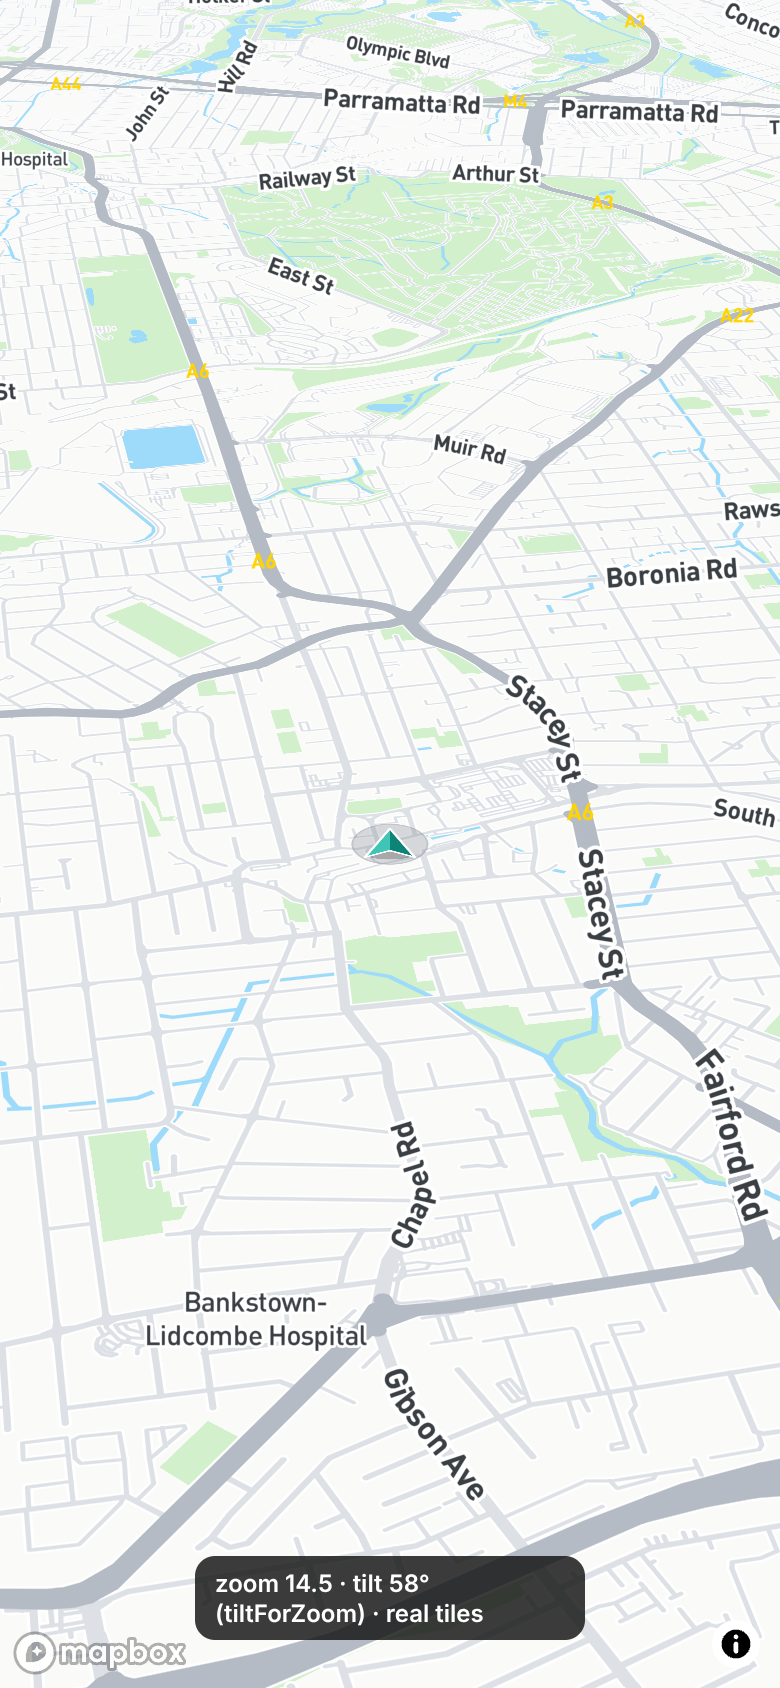 A3
Conco
Olympic Blvd
Hill Rd
A44
John St
Parramatta Rd
M4
Parramatta Rd
Hospital
Railway St
Arthur St
A3
East St
A22
A6
St
Muir Rd
Raws
A6
Boronia Rd
Stacey St
A6
South
Stacey St
Fairford Rd
Chapel Rd
Bankstown-
Lidcombe Hospital
Gibson Ave
zoom 14.5 · tilt 58°
(tiltForZoom) · real tiles
mapbox